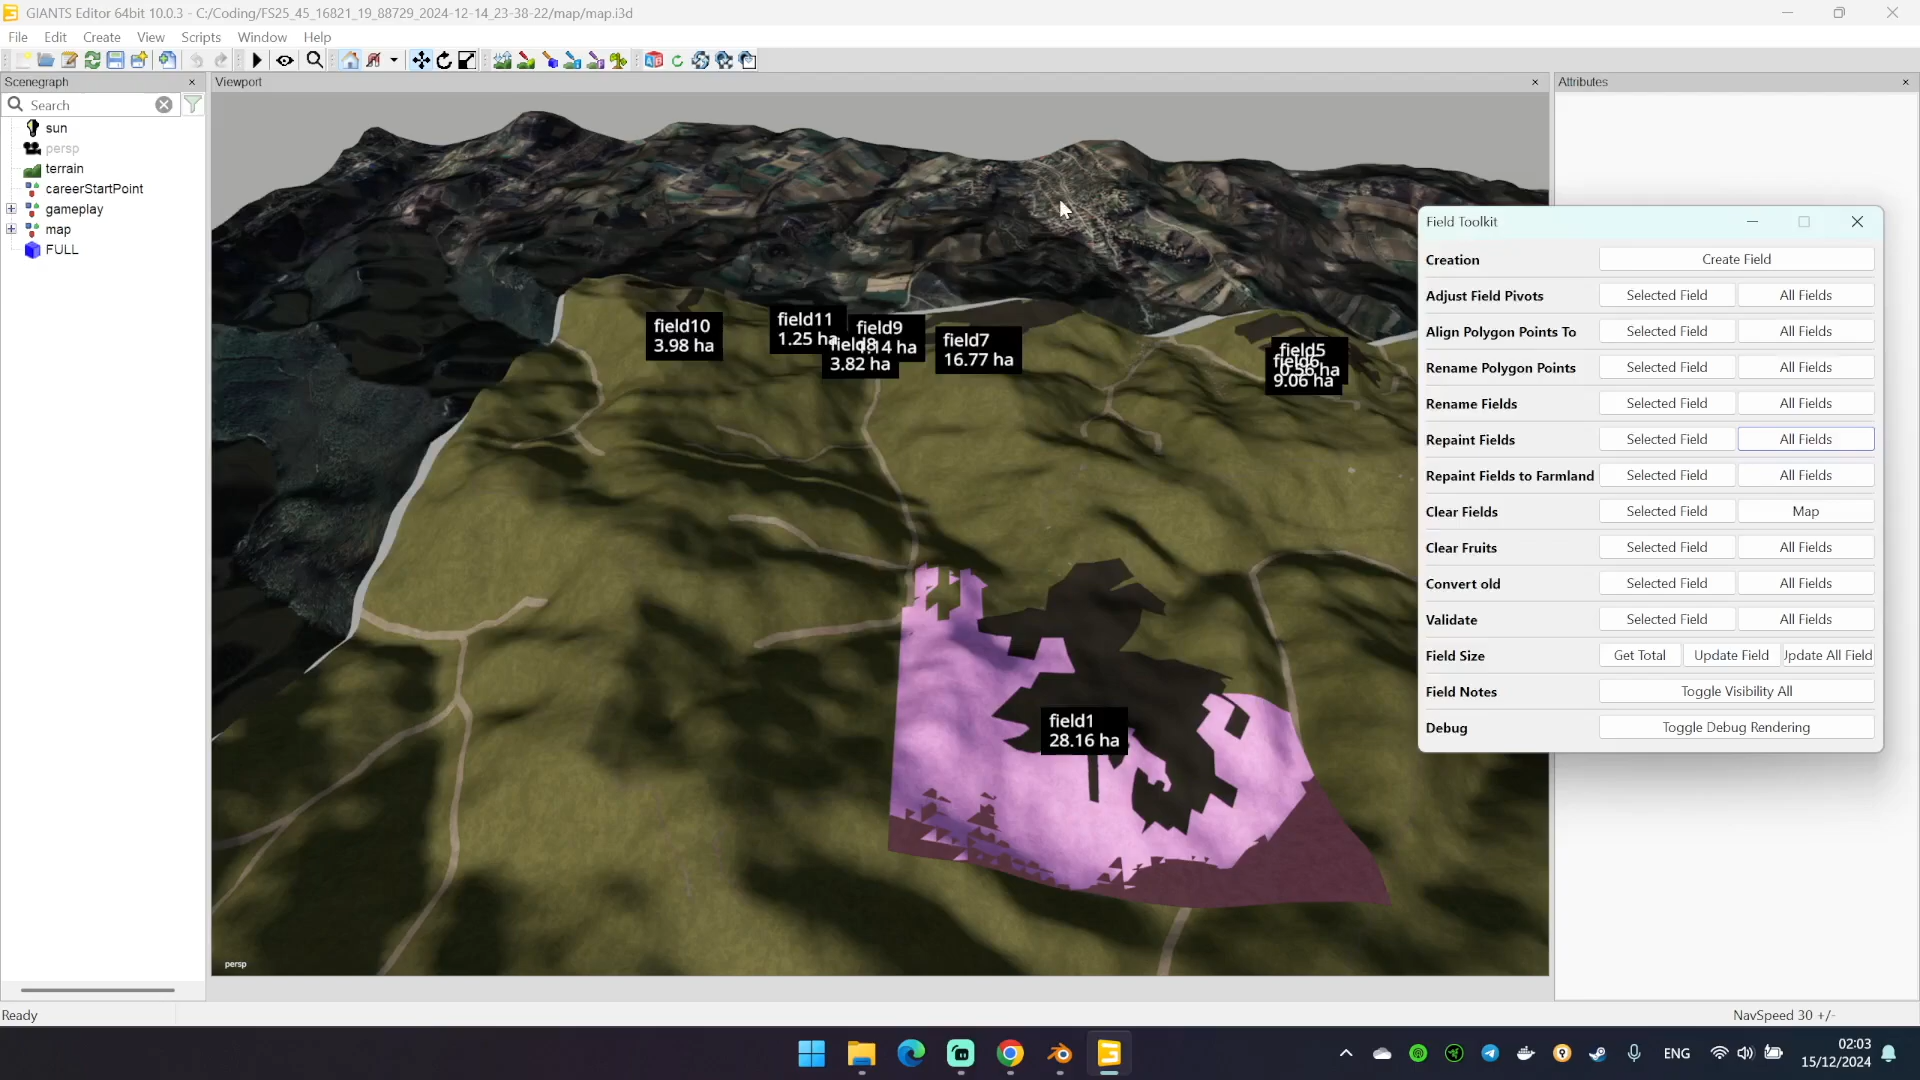 GIANTS Editor 64bit 10.0.3 - C:/Coding/FS25_45_16821_19_88729_2024-12-14_23-38-22/map/map.i3d
File Edit Create View Scripts Window Help
Scenegraph
Search
sun
persp
terrain
careerStartPoint
gameplay
map
FULL
Viewport
field10
3.98 ha
field11
1.25 ha
field9
14 ha
field8
3.82 ha
field7
16.77 ha
field5
0.56 ha
field6
9.06 ha
field1
28.16 ha
persp
Attributes
Field Toolkit
Creation Create Field
Adjust Field Pivots Selected Field All Fields
Align Polygon Points To Selected Field All Fields
Rename Polygon Points Selected Field All Fields
Rename Fields Selected Field All Fields
Repaint Fields Selected Field All Fields
Repaint Fields to Farmland Selected Field All Fields
Clear Fields Selected Field Map
Clear Fruits Selected Field All Fields
Convert old Selected Field All Fields
Validate Selected Field All Fields
Field Size Get Total Update Field Update All Field
Field Notes Toggle Visibility All
Debug Toggle Debug Rendering
Ready
NavSpeed 30 +/-
ENG
02:03
15/12/2024